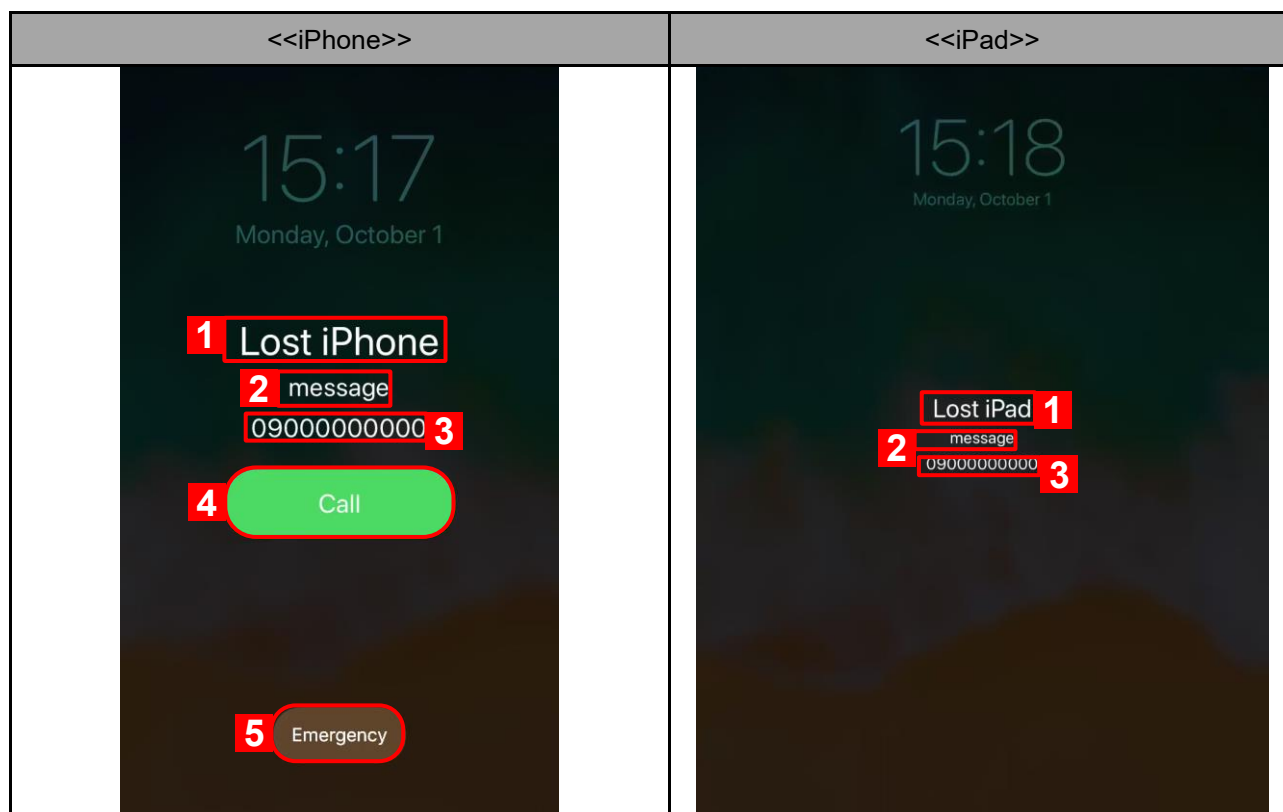 <<iPhone>>
15:17
Monday, October 1
1 Lost iPhone
2 message
09000000000 3
4 Call
5 Emergency
<<iPad>>
15:18
Monday, October 1
Lost iPad 1
2 message
09000000000 3